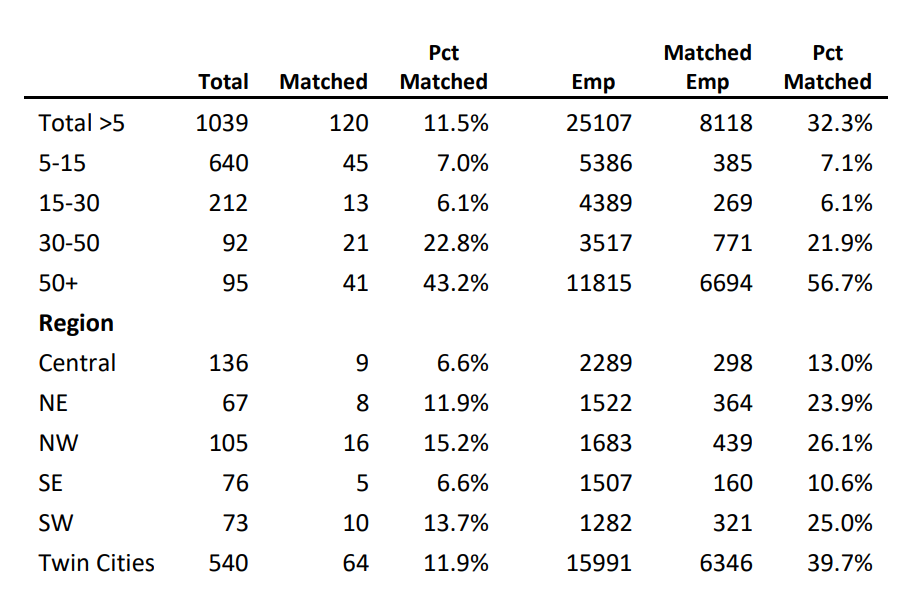 Pct Matched Pct
Total Matched Matched Emp Emp Matched
Total >5 1039 120 11.5% 25107 8118 32.3%
5-15 640 45 7.0% 5386 385 7.1%
15-30 212 13 6.1% 4389 269 6.1%
30-50 92 21 22.8% 3517 771 21.9%
50+ 95 41 43.2% 11815 6694 56.7%
Region
Central 136 9 6.6% 2289 298 13.0%
NE 67 8 11.9% 1522 364 23.9%
NW 105 16 15.2% 1683 439 26.1%
SE 76 5 6.6% 1507 160 10.6%
SW 73 10 13.7% 1282 321 25.0%
Twin Cities 540 64 11.9% 15991 6346 39.7%